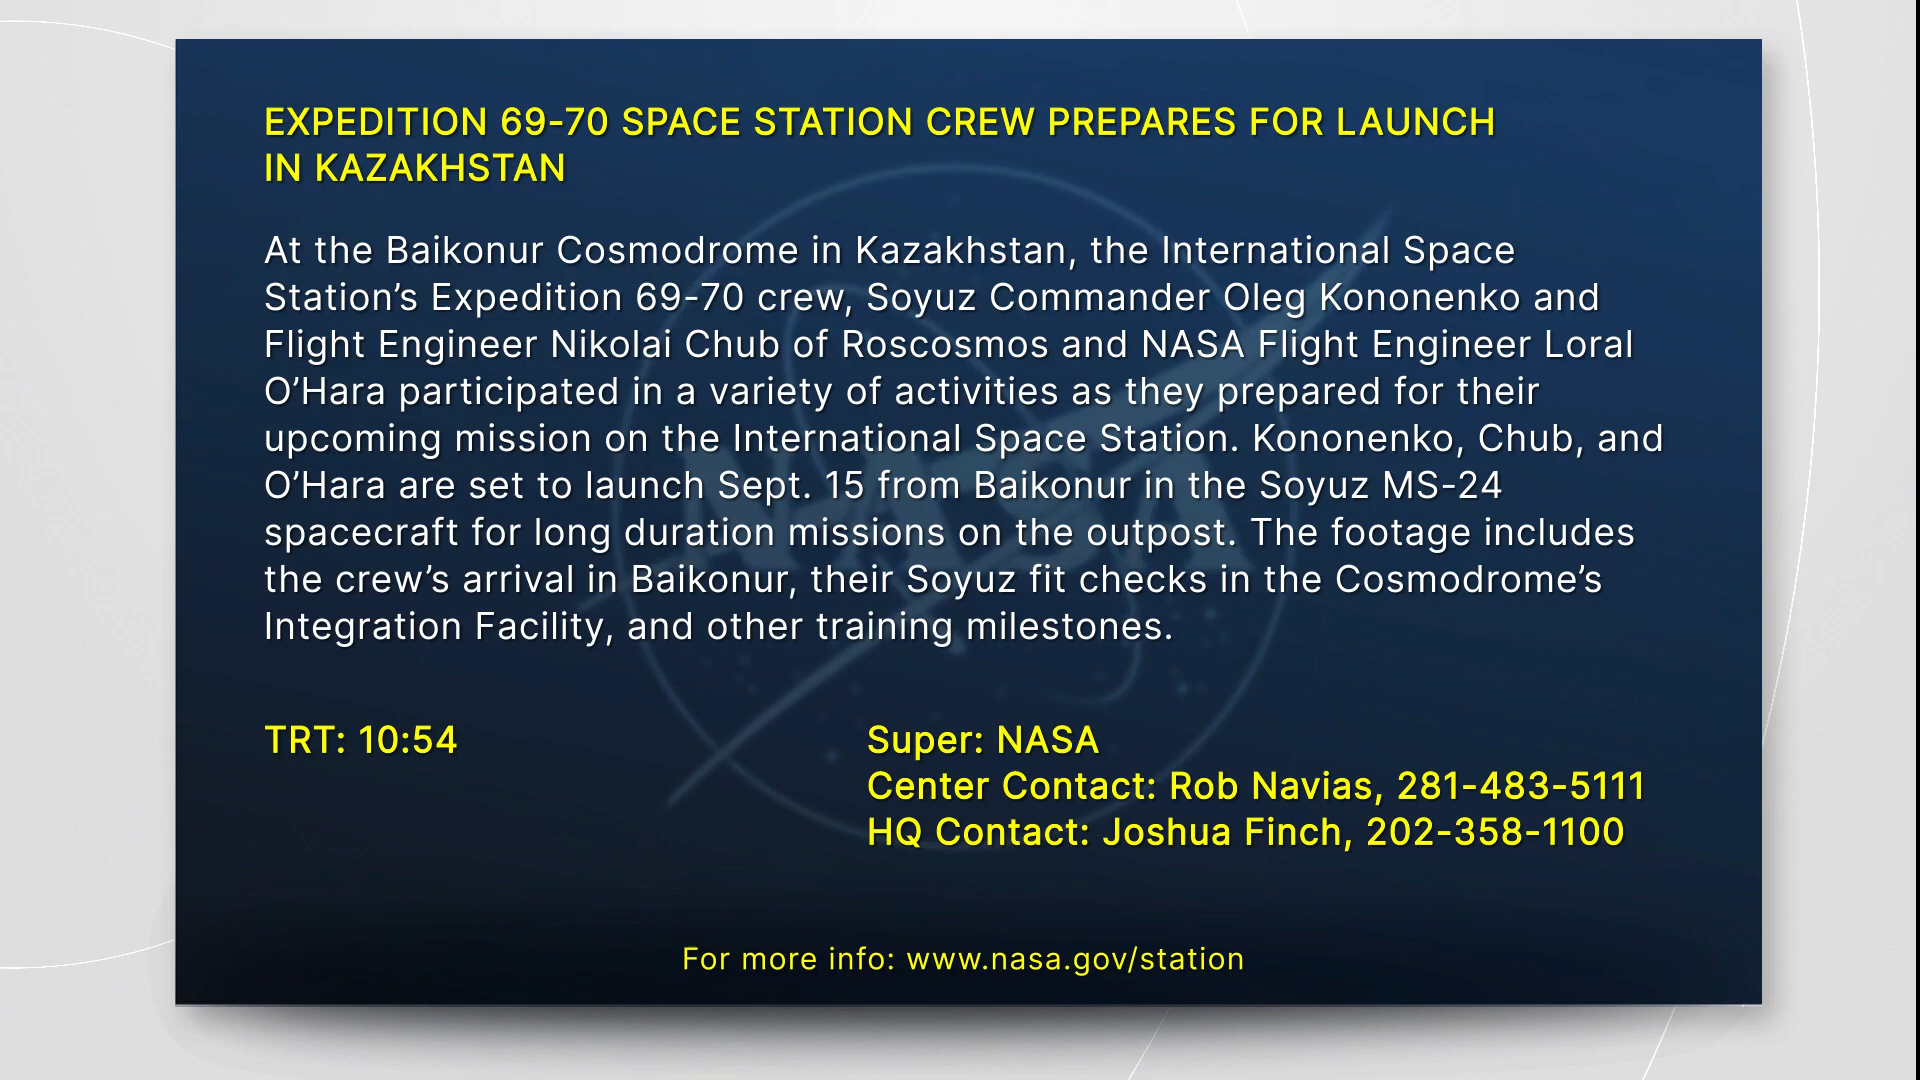 EXPEDITION 69-70 SPACE STATION CREW PREPARES FOR LAUNCH
IN KAZAKHSTAN
At the Baikonur Cosmodrome in Kazakhstan, the International Space
Station’s Expedition 69-70 crew, Soyuz Commander Oleg Kononenko and
Flight Engineer Nikolai Chub of Roscosmos and NASA Flight Engineer Loral
O’Hara participated in a variety of activities as they prepared for their
upcoming mission on the International Space Station. Kononenko, Chub, and
O’Hara are set to launch Sept. 15 from Baikonur in the Soyuz MS-24
spacecraft for long duration missions on the outpost. The footage includes
the crew’s arrival in Baikonur, their Soyuz fit checks in the Cosmodrome’s
Integration Facility, and other training milestones.
TRT: 10:54
Super: NASA
Center Contact: Rob Navias, 281-483-5111
HQ Contact: Joshua Finch, 202-358-1100
For more info: www.nasa.gov/station
NASA